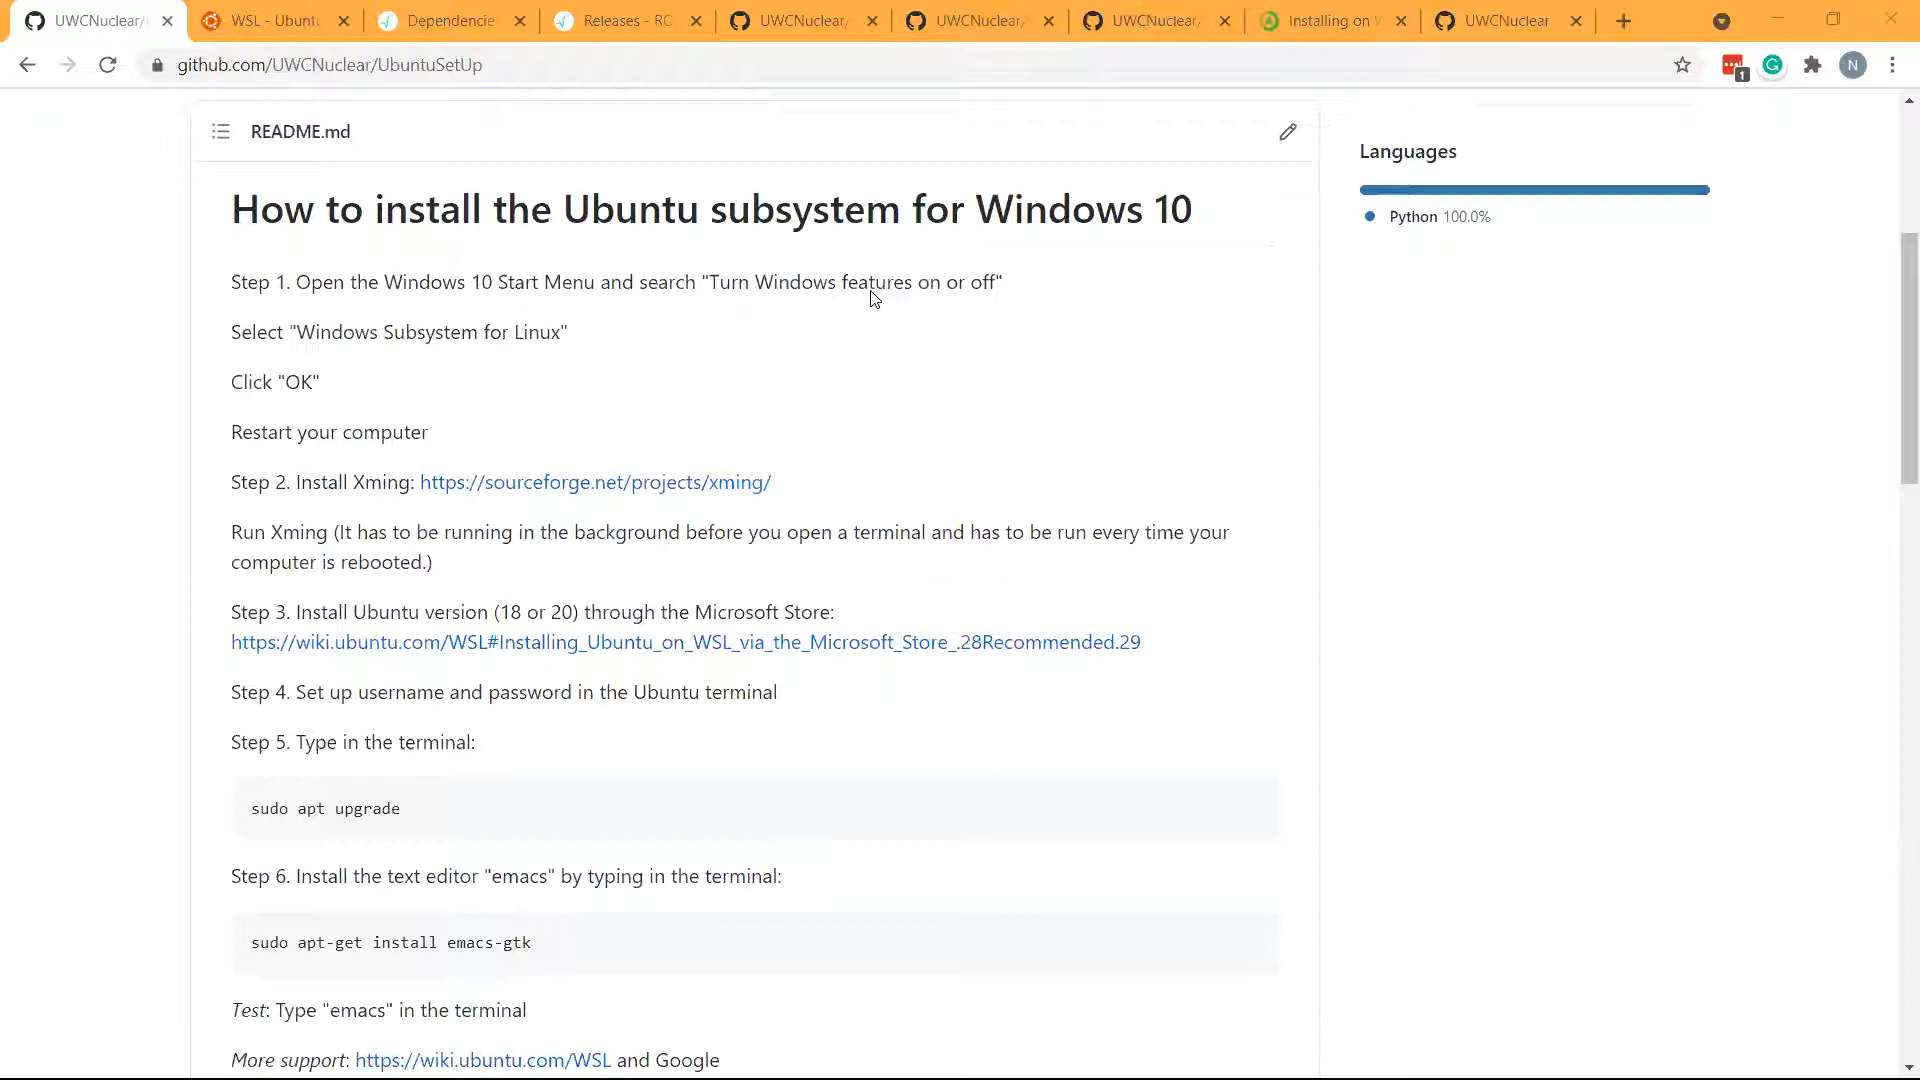 UWCNuclear/
WSL - Ubuntu
Dependencie
Releases - RC
UWCNuclear/
UWCNuclear/
UWCNuclear/
Installing on
UWCNuclear
github.com/UWCNuclear/UbuntuSetUp
1
N
README.md
Languages
Python 100.0%
How to install the Ubuntu subsystem for Windows 10
Step 1. Open the Windows 10 Start Menu and search "Turn Windows features on or off"
Select "Windows Subsystem for Linux"
Click "OK"
Restart your computer
Step 2. Install Xming: https://sourceforge.net/projects/xming/
Run Xming (It has to be running in the background before you open a terminal and has to be run every time your
computer is rebooted.)
Step 3. Install Ubuntu version (18 or 20) through the Microsoft Store:
https://wiki.ubuntu.com/WSL#Installing_Ubuntu_on_WSL_via_the_Microsoft_Store_.28Recommended.29
Step 4. Set up username and password in the Ubuntu terminal
Step 5. Type in the terminal:
sudo apt upgrade
Step 6. Install the text editor "emacs" by typing in the terminal:
sudo apt-get install emacs-gtk
Test: Type "emacs" in the terminal
More support: https://wiki.ubuntu.com/WSL and Google